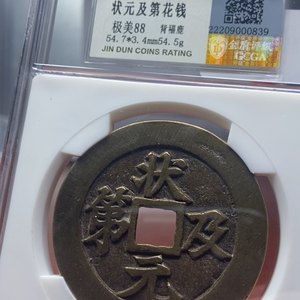 状元及第花钱
极美88 背福鹿
54.7*3.4mm54.5g
JIN DUN COINS RATING
22209000839
金盾评级
GCGA
状
元
及
第